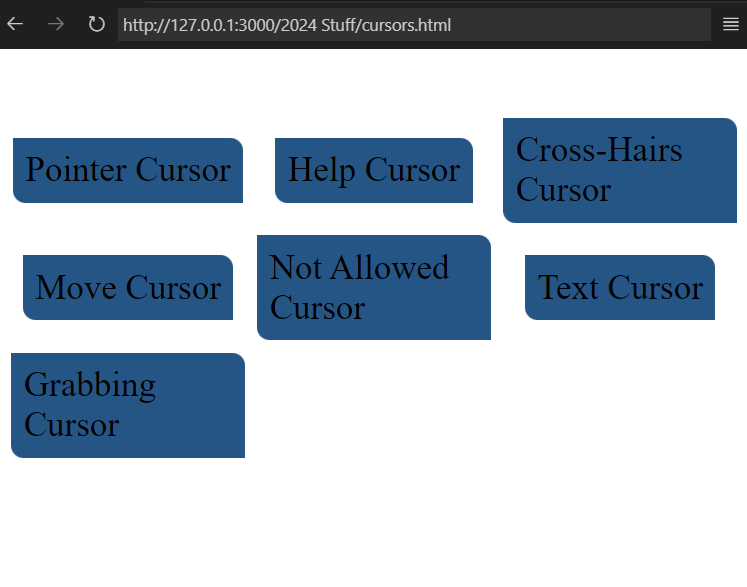 http://127.0.0.1:3000/2024 Stuff/cursors.html
Pointer Cursor
Help Cursor
Cross-Hairs
Cursor
Move Cursor
Not Allowed
Cursor
Text Cursor
Grabbing
Cursor